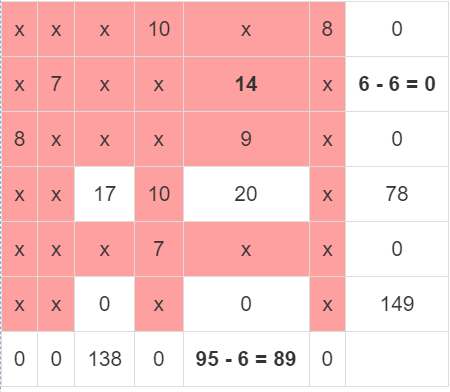 x x x 10 x 8 0
x 7 x x 14 x 6 - 6 = 0
8 x x x 9 x 0
x x 17 10 20 x 78
x x x 7 x x 0
x x 0 x 0 x 149
0 0 138 0 95 - 6 = 89 0